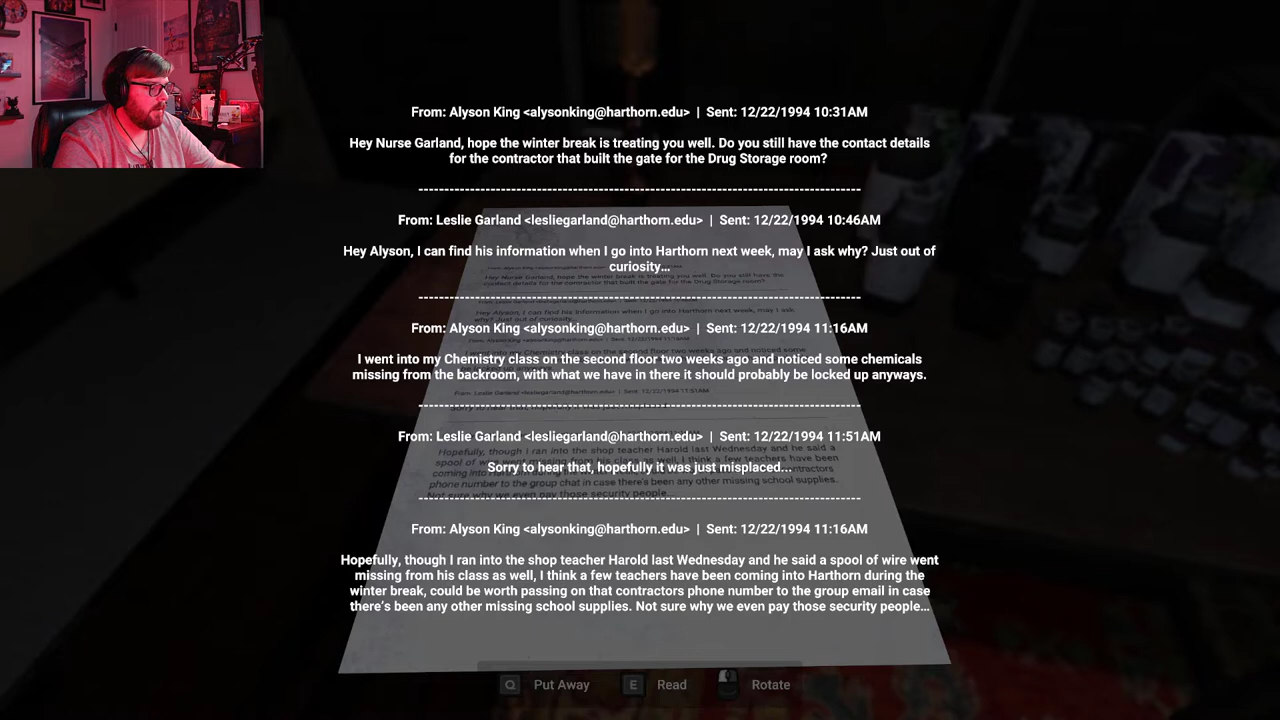 From: Alyson King <alysonking@harthorn.edu> | Sent: 12/22/1994 10:31AM
Hey Nurse Garland, hope the winter break is treating you well. Do you still have the contact details
for the contractor that built the gate for the Drug Storage room?
--------------------------------------------------------------------------------------
From: Leslie Garland <lesliegarland@harthorn.edu> | Sent: 12/22/1994 10:46AM
Hey Alyson, I can find his information when I go into Harthorn next week, may I ask why? Just out of
curiosity...
--------------------------------------------------------------------------------------
From: Alyson King <alysonking@harthorn.edu> | Sent: 12/22/1994 11:16AM
I went into my Chemistry class on the second floor two weeks ago and noticed some chemicals
missing from the backroom, with what we have in there it should probably be locked up anyways.
--------------------------------------------------------------------------------------
From: Leslie Garland <lesliegarland@harthorn.edu> | Sent: 12/22/1994 11:51AM
Sorry to hear that, hopefully it was just misplaced...
--------------------------------------------------------------------------------------
From: Alyson King <alysonking@harthorn.edu> | Sent: 12/22/1994 11:16AM
Hopefully, though I ran into the shop teacher Harold last Wednesday and he said a spool of wire went
missing from his class as well, I think a few teachers have been coming into Harthorn during the
winter break, could be worth passing on that contractors phone number to the group email in case
there's been any other missing school supplies. Not sure why we even pay those security people...
Q Put Away E Read Rotate